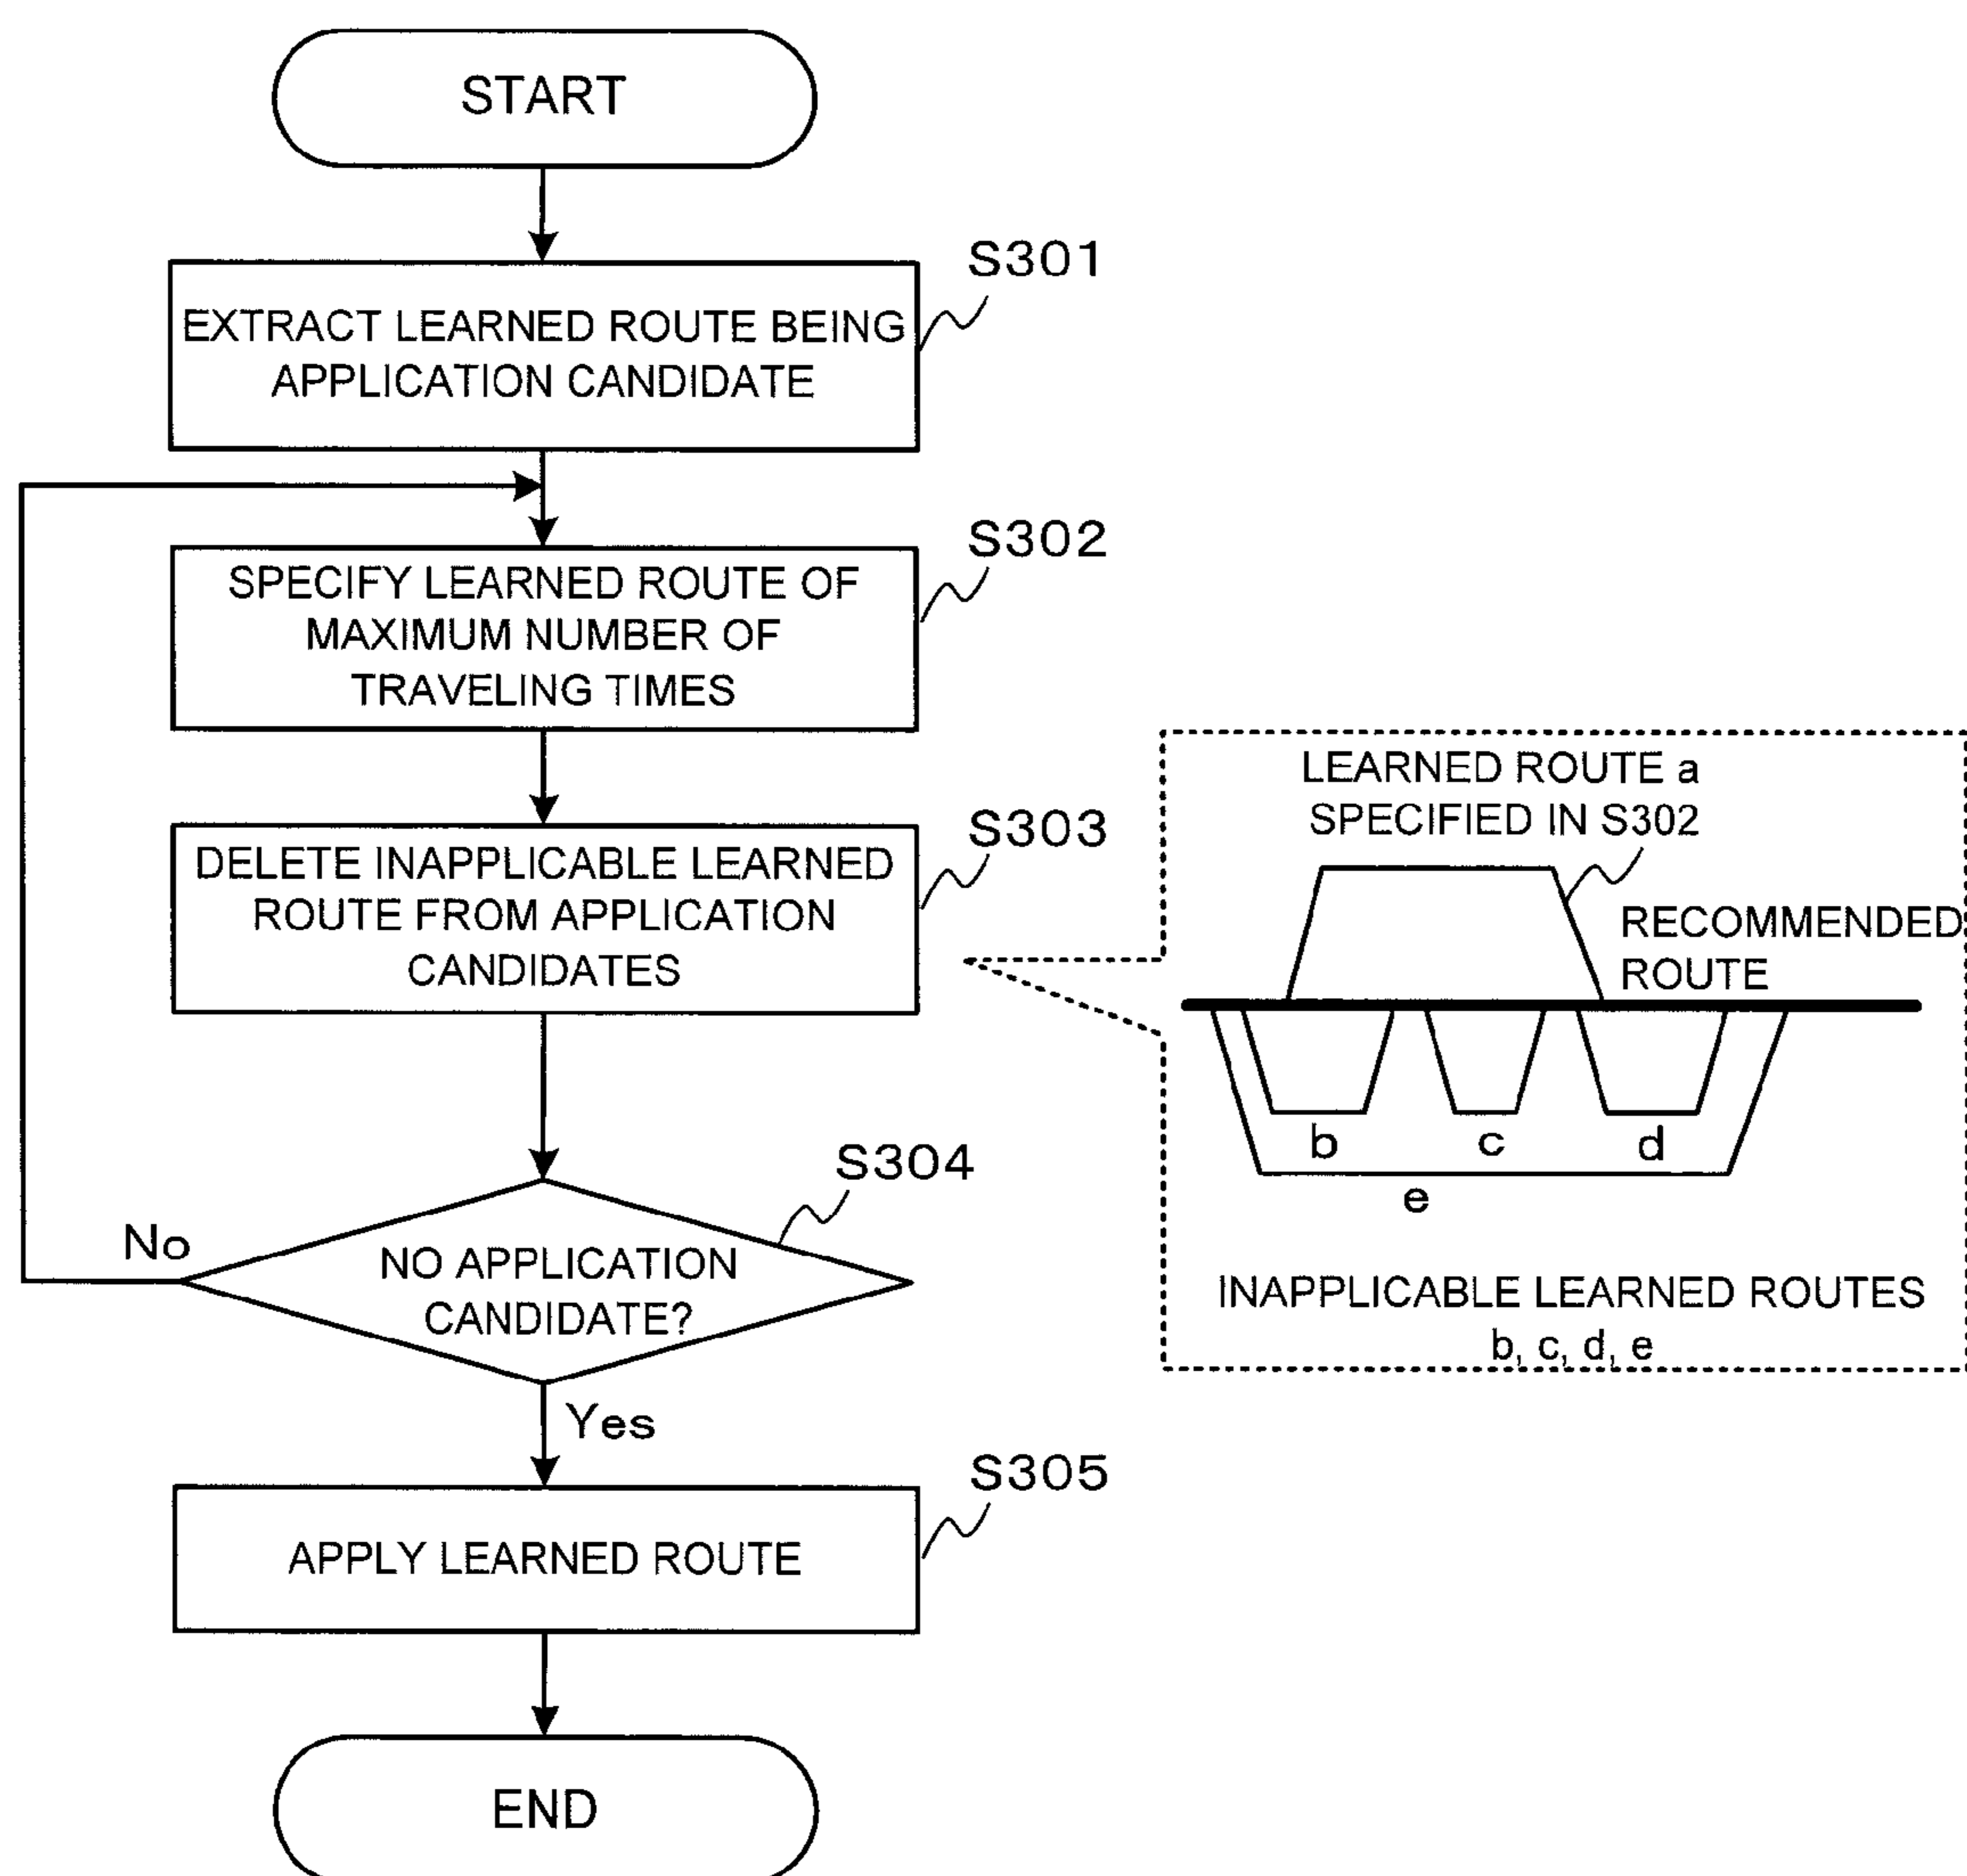 START
S301
EXTRACT LEARNED ROUTE BEING
APPLICATION CANDIDATE
S302
SPECIFY LEARNED ROUTE OF
MAXIMUM NUMBER OF
TRAVELING TIMES
S303
DELETE INAPPLICABLE LEARNED
ROUTE FROM APPLICATION
CANDIDATES
LEARNED ROUTE a
SPECIFIED IN S302
RECOMMENDED
ROUTE
b
c
d
e
INAPPLICABLE LEARNED ROUTES
b, c, d, e
S304
No
NO APPLICATION
CANDIDATE?
Yes
S305
APPLY LEARNED ROUTE
END